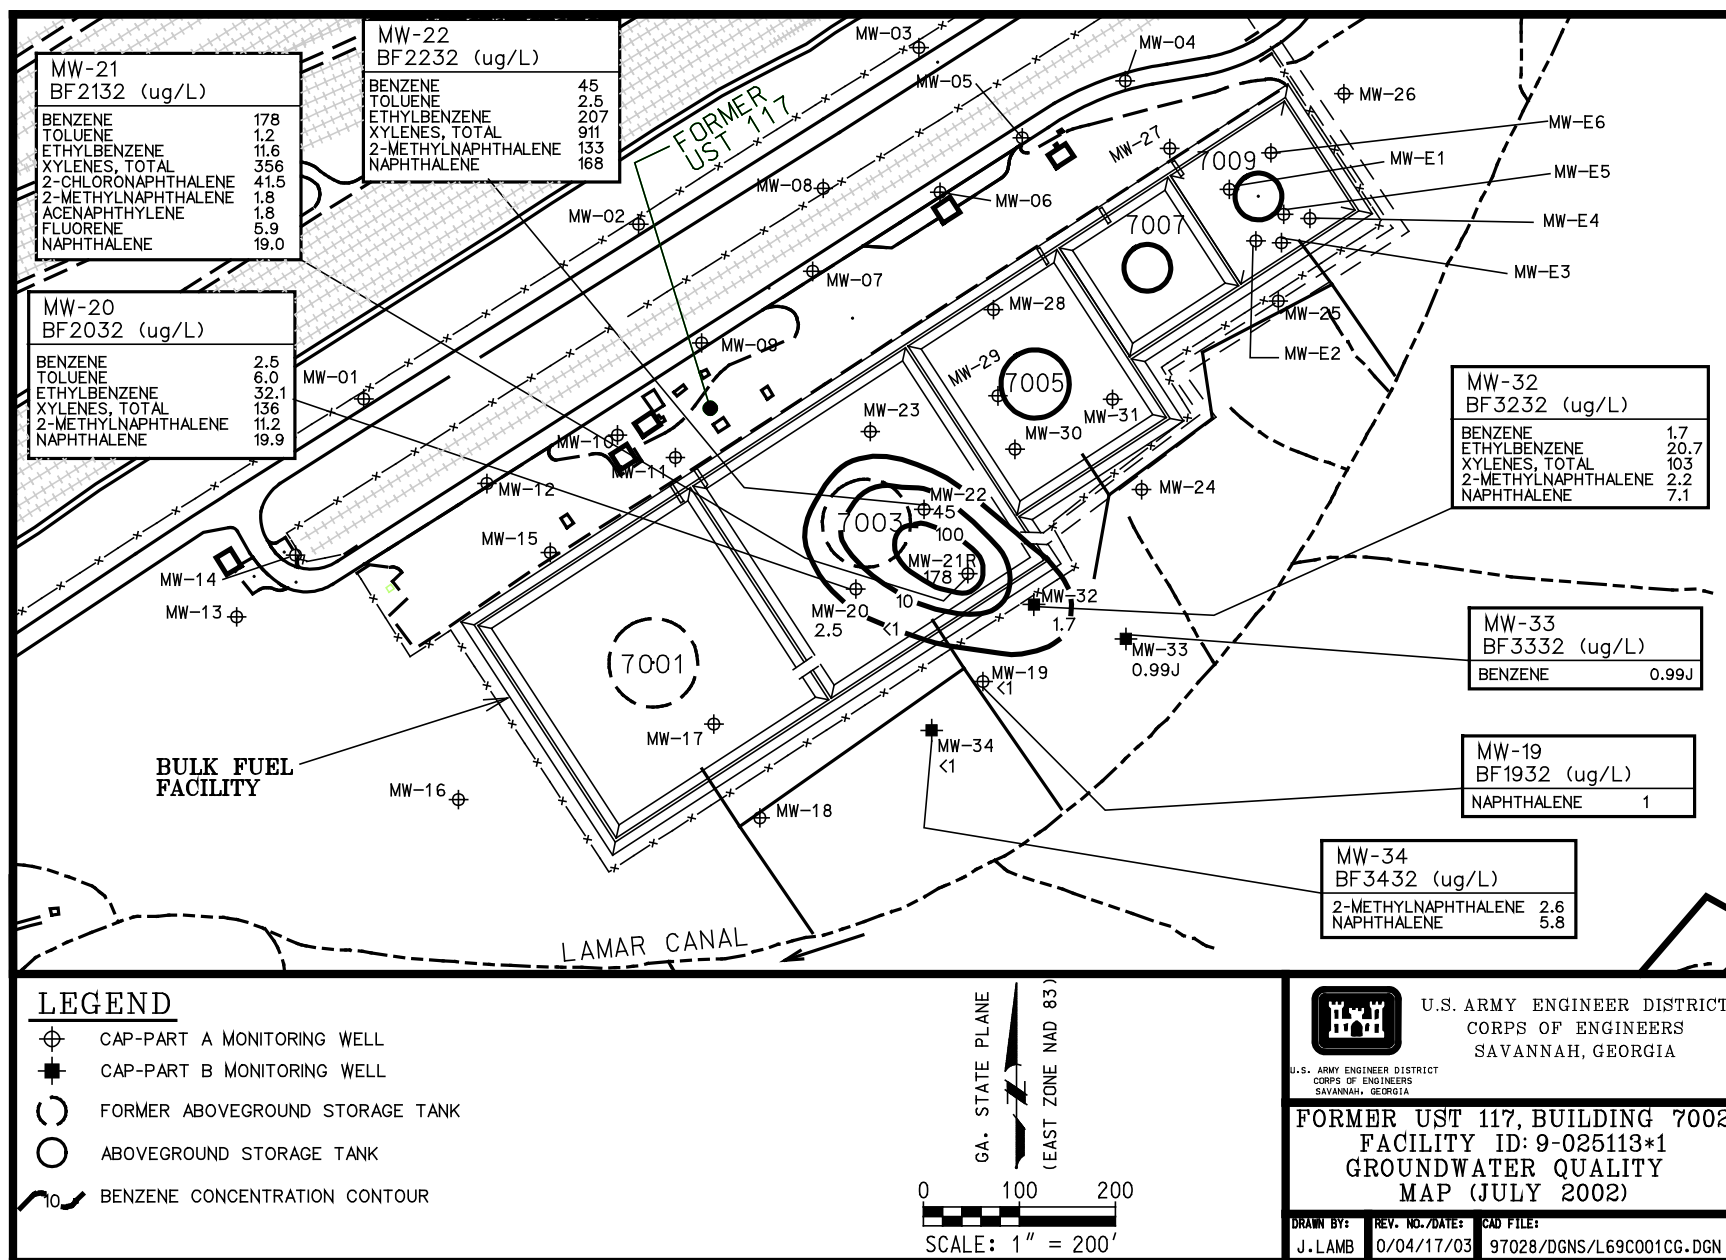 MW-21
BF2132 (ug/L)
BENZENE 178
TOLUENE 1.2
ETHYLBENZENE 11.6
XYLENES, TOTAL 356
2-CHLORONAPHTHALENE 41.5
2-METHYLNAPHTHALENE 1.8
ACENAPHTHYLENE 1.8
FLUORENE 5.9
NAPHTHALENE 19.0
MW-22
BF2232 (ug/L)
BENZENE 45
TOLUENE 2.5
ETHYLBENZENE 207
XYLENES, TOTAL 911
2-METHYLNAPHTHALENE 133
NAPHTHALENE 168
MW-20
BF2032 (ug/L)
BENZENE 2.5
TOLUENE 6.0
ETHYLBENZENE 32.1
XYLENES, TOTAL 136
2-METHYLNAPHTHALENE 11.2
NAPHTHALENE 19.9
FORMER
UST 117
MW-03
MW-04
MW-05
MW-26
MW-27
MW-E6
7009
MW-E1
MW-E5
MW-08
MW-06
MW-02
7007
MW-E4
MW-07
MW-E3
MW-28
MW-25
MW-09
MW-E2
MW-01
MW-29
7005
MW-23
MW-31
MW-10
MW-30
MW-11
MW-12
MW-24
MW-22
45
7003
100
MW-15
MW-21R
178
MW-14
MW-13
MW-20
2.5
10
<1
MW-32
1.7
MW-33
0.99J
7001
MW-19
<1
MW-17
MW-34
<1
BULK FUEL
FACILITY
MW-16
MW-18
LAMAR CANAL
MW-32
BF3232 (ug/L)
BENZENE 1.7
ETHYLBENZENE 20.7
XYLENES, TOTAL 103
2-METHYLNAPHTHALENE 2.2
NAPHTHALENE 7.1
MW-33
BF3332 (ug/L)
BENZENE 0.99J
MW-19
BF1932 (ug/L)
NAPHTHALENE 1
MW-34
BF3432 (ug/L)
2-METHYLNAPHTHALENE 2.6
NAPHTHALENE 5.8
LEGEND
CAP-PART A MONITORING WELL
CAP-PART B MONITORING WELL
FORMER ABOVEGROUND STORAGE TANK
ABOVEGROUND STORAGE TANK
10 BENZENE CONCENTRATION CONTOUR
GA. STATE PLANE
(EAST ZONE NAD 83)
0 100 200
SCALE: 1" = 200'
U.S. ARMY ENGINEER DISTRICT
CORPS OF ENGINEERS
SAVANNAH, GEORGIA
U.S. ARMY ENGINEER DISTRICT
CORPS OF ENGINEERS
SAVANNAH, GEORGIA
FORMER UST 117, BUILDING 7002
FACILITY ID: 9-025113*1
GROUNDWATER QUALITY
MAP (JULY 2002)
DRAWN BY:
J.LAMB
REV. NO./DATE:
0/04/17/03
CAD FILE:
97028/DGNS/L69C001CG.DGN